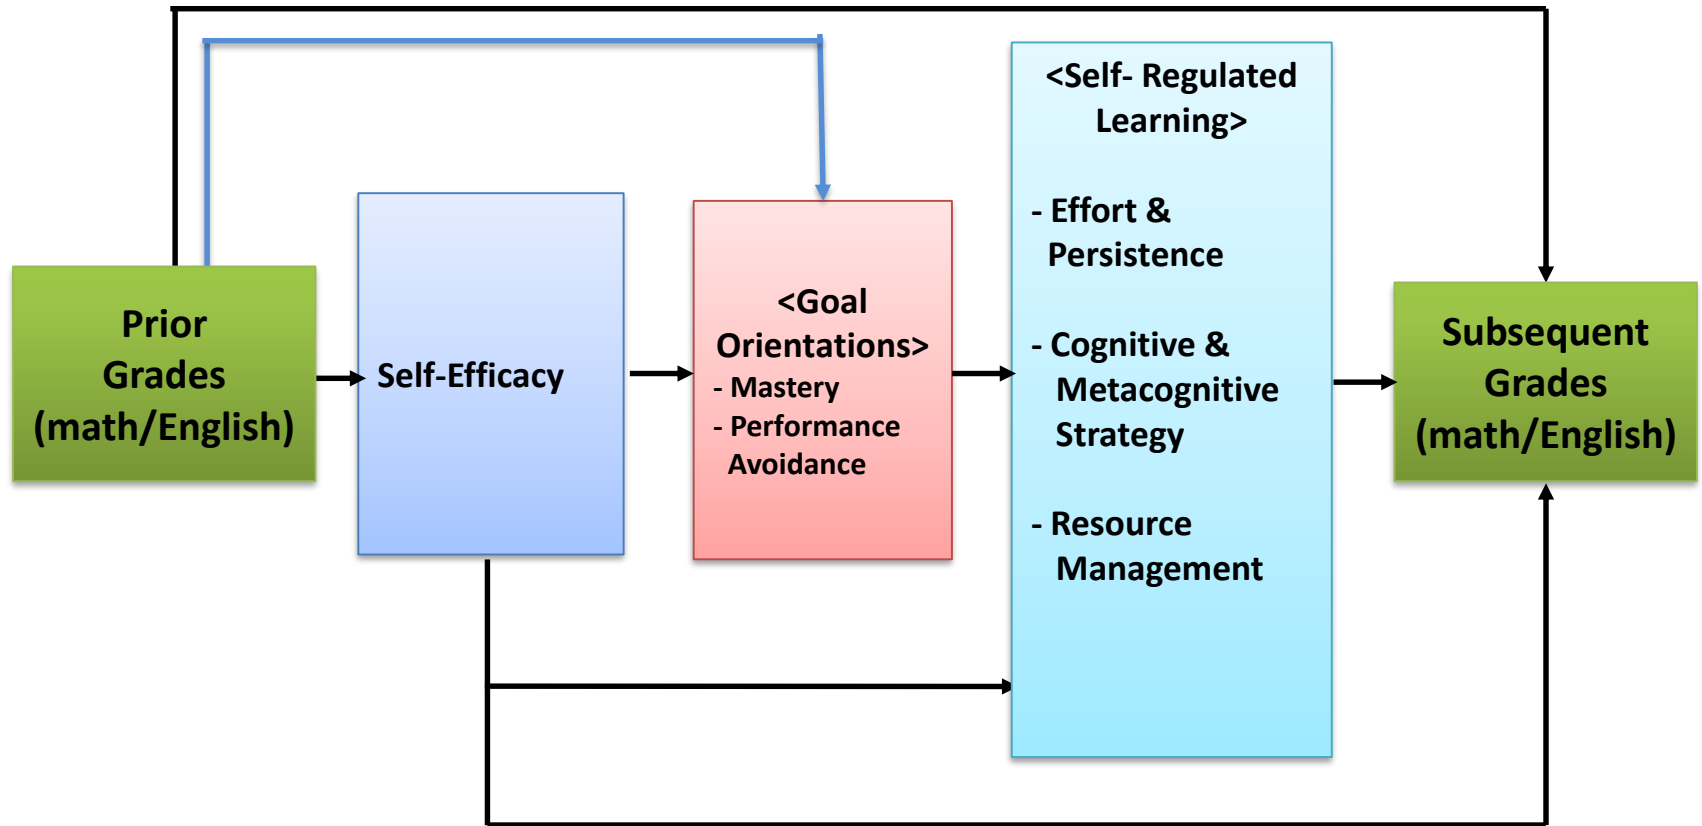 Prior
Grades
(math/English)
Self-Efficacy
<Goal
Orientations>
- Mastery
- Performance
Avoidance
<Self- Regulated
Learning>
- Effort &
Persistence
- Cognitive &
Metacognitive
Strategy
- Resource
Management
Subsequent
Grades
(math/English)